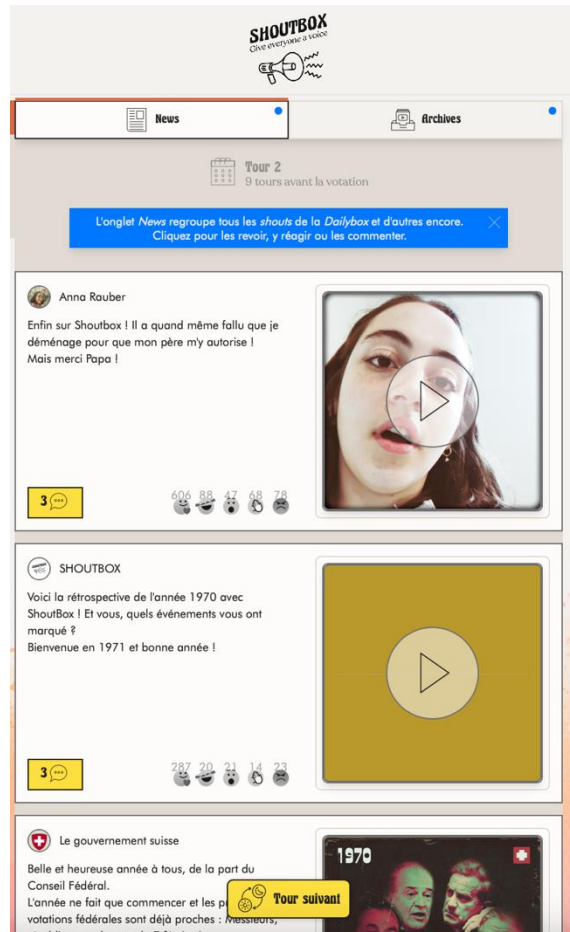 SHOUTBOX
Give everyone a voice
News
Archives
Tour 2
9 tours avant la votation
L'onglet News regroupe tous les shouts de la Dailybox et d'autres encore.
Cliquez pour les revoir, y réagir ou les commenter.
Anna Rauber
Enfin sur Shoutbox ! Il a quand même fallu que je
déménage pour que mon père m'y autorise !
Mais merci Papa !
3
606 88 47 68 78
SHOUTBOX
Voici la rétrospective de l'année 1970 avec
ShoutBox ! Et vous, quels événements vous ont
marqué ?
Bienvenue en 1971 et bonne année !
3
287 20 21 14 23
Le gouvernement suisse
Belle et heureuse année à tous, de la part du
Conseil Fédéral.
L'année ne fait que commencer et les
votations fédérales sont déjà proches : Messieurs,
1970
Tour suivant